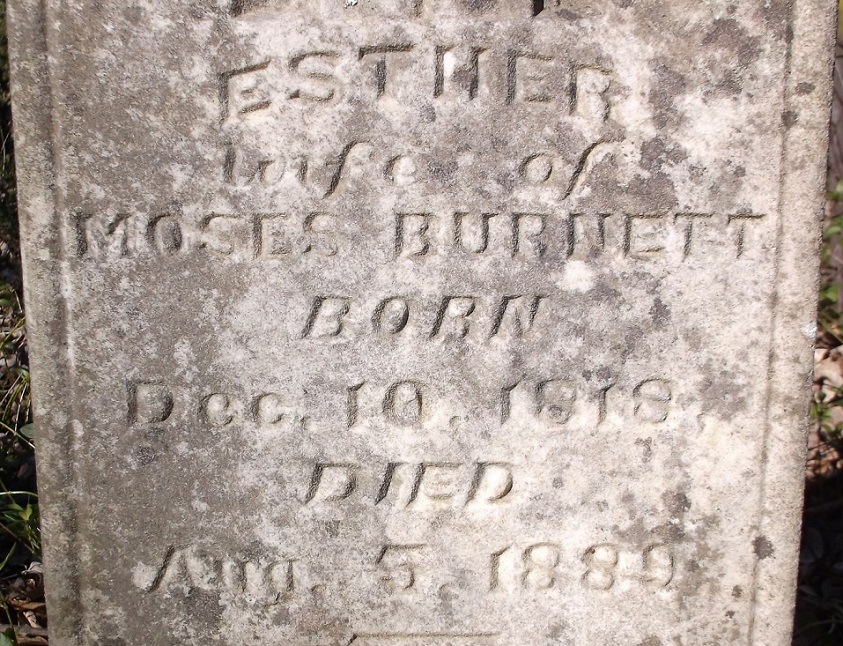 ESTHER
wife of
MOSES BURNETT
BORN
Dec. 10, 1818,
DIED
Aug. 5, 1889